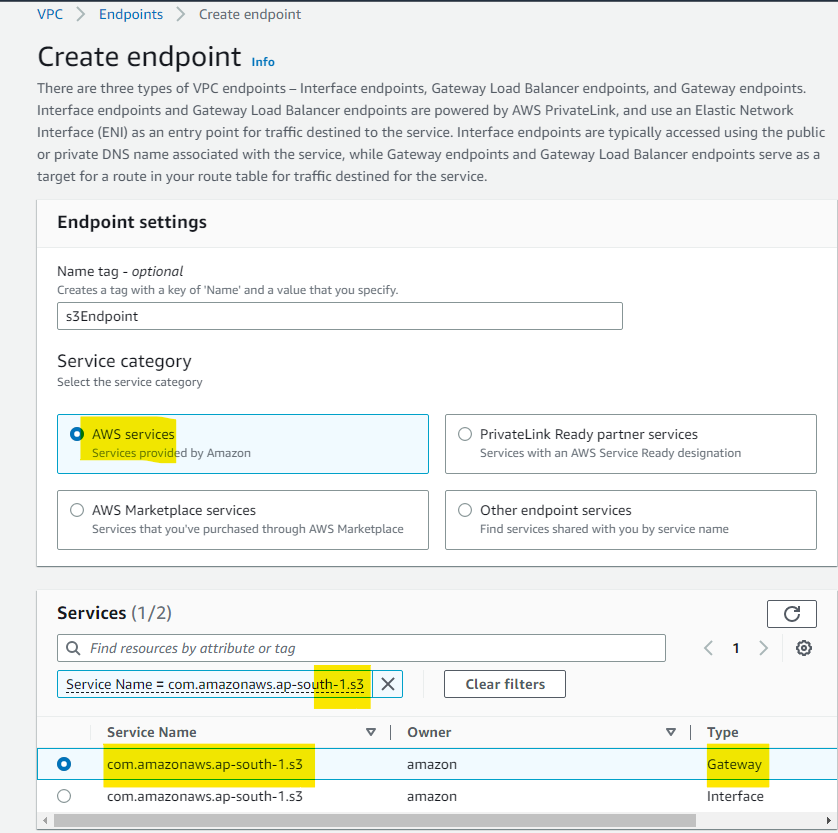 VPC > Endpoints > Create endpoint
Create endpoint Info
There are three types of VPC endpoints – Interface endpoints, Gateway Load Balancer endpoints, and Gateway endpoints.
Interface endpoints and Gateway Load Balancer endpoints are powered by AWS PrivateLink, and use an Elastic Network
Interface (ENI) as an entry point for traffic destined to the service. Interface endpoints are typically accessed using the public
or private DNS name associated with the service, while Gateway endpoints and Gateway Load Balancer endpoints serve as a
target for a route in your route table for traffic destined for the service.
Endpoint settings
Name tag - optional
Creates a tag with a key of 'Name' and a value that you specify.
s3Endpoint
Service category
Select the service category
AWS services
Services provided by Amazon
PrivateLink Ready partner services
Services with an AWS Service Ready designation
AWS Marketplace services
Services that you've purchased through AWS Marketplace
Other endpoint services
Find services shared with you by service name
Services (1/2)
Find resources by attribute or tag
1
Service Name = com.amazonaws.ap-south-1.s3
Clear filters
Service Name Owner Type
com.amazonaws.ap-south-1.s3 amazon Gateway
com.amazonaws.ap-south-1.s3 amazon Interface